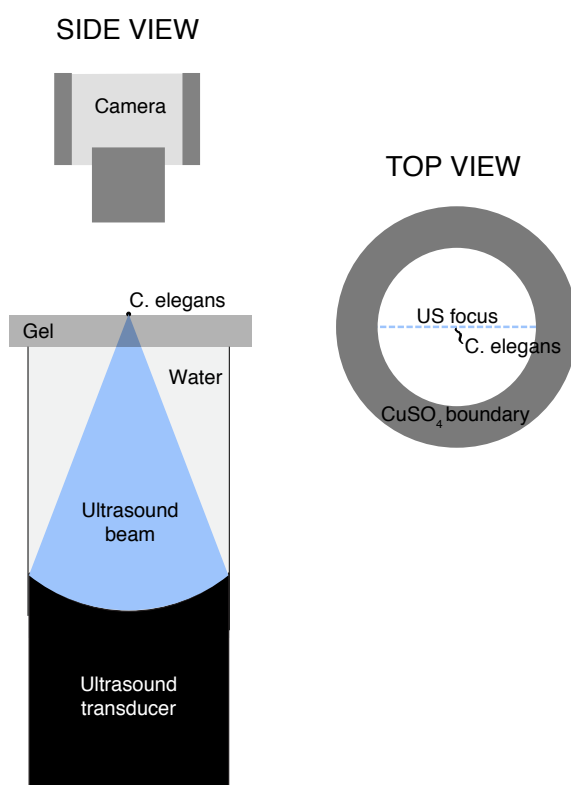 SIDE VIEW
Camera
C. elegans
Gel
Water
Ultrasound
beam
Ultrasound
transducer
TOP VIEW
US focus
C. elegans
CuSO₄ boundary